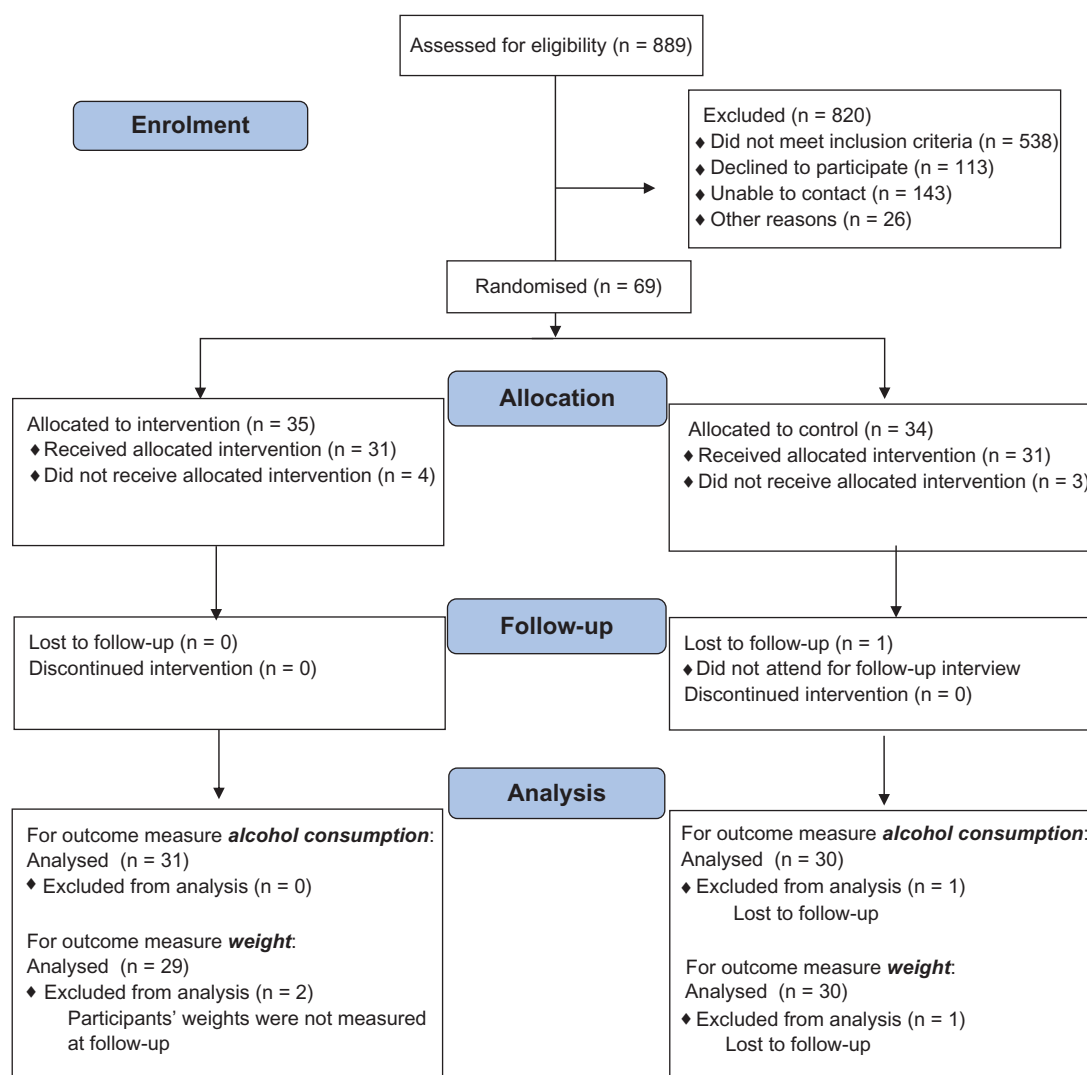 Assessed for eligibility (n = 889)
Enrolment
Excluded (n = 820)
♦ Did not meet inclusion criteria (n = 538)
♦ Declined to participate (n = 113)
♦ Unable to contact (n = 143)
♦ Other reasons (n = 26)
Randomised (n = 69)
Allocation
Allocated to intervention (n = 35)
♦ Received allocated intervention (n = 31)
♦ Did not receive allocated intervention (n = 4)
Allocated to control (n = 34)
♦ Received allocated intervention (n = 31)
♦ Did not receive allocated intervention (n = 3)
Follow-up
Lost to follow-up (n = 0)
Discontinued intervention (n = 0)
Lost to follow-up (n = 1)
♦ Did not attend for follow-up interview
Discontinued intervention (n = 0)
Analysis
For outcome measure alcohol consumption:
Analysed (n = 31)
♦ Excluded from analysis (n = 0)
For outcome measure weight:
Analysed (n = 29)
♦ Excluded from analysis (n = 2)
Participants’ weights were not measured
at follow-up
For outcome measure alcohol consumption:
Analysed (n = 30)
♦ Excluded from analysis (n = 1)
Lost to follow-up
For outcome measure weight:
Analysed (n = 30)
♦ Excluded from analysis (n = 1)
Lost to follow-up